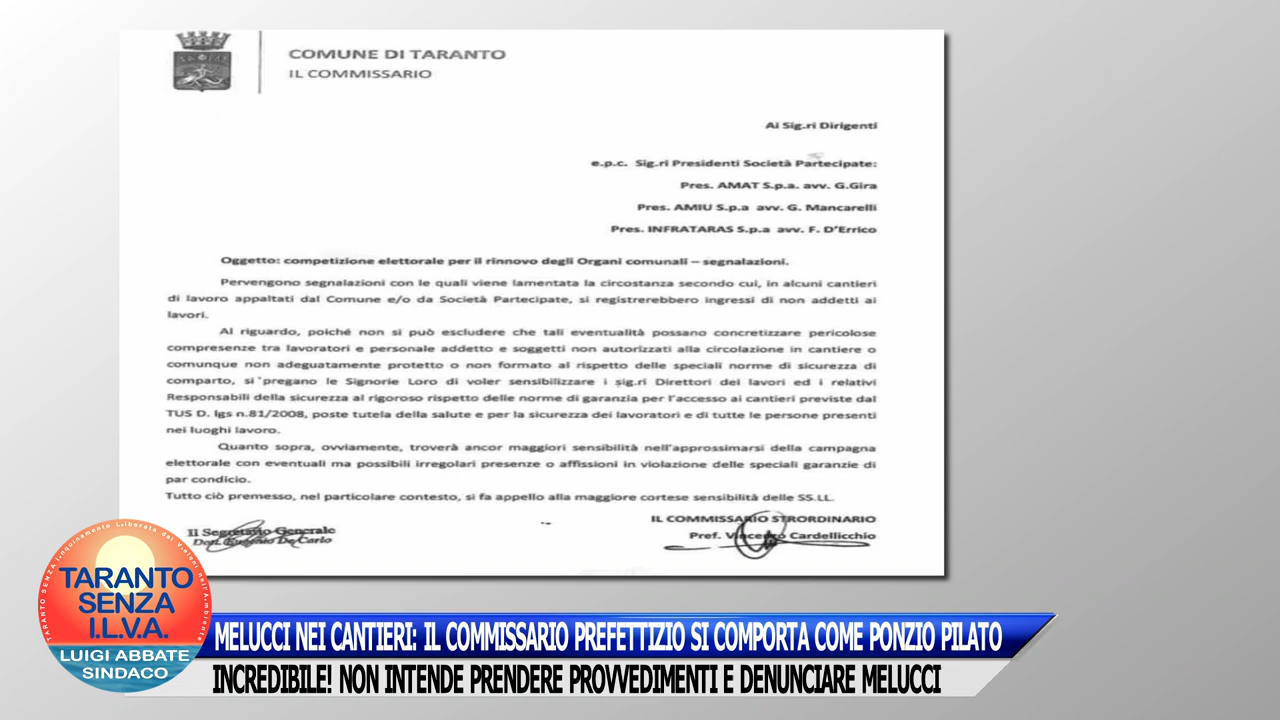 COMUNE DI TARANTO
IL COMMISSARIO
Ai Sig.ri Dirigenti
e.p.c. Sig.ri Presidenti Società Partecipate:
Pres. AMAT S.p.a. avv. G.Gira
Pres. AMIU S.p.a avv. G. Mancarelli
Pres. INFRATARAS S.p.a avv. F. D'Errico
Oggetto: competizione elettorale per il rinnovo degli Organi comunali – segnalazioni.
Pervengono segnalazioni con le quali viene lamentata la circostanza secondo cui, in alcuni cantieri
di lavoro appaltati dal Comune e/o da Società Partecipate, si registrerebbero ingressi di non addetti ai
lavori.
Al riguardo, poiché non si può escludere che tali eventualità possano concretizzare pericolose
compresenze tra lavoratori e personale addetto e soggetti non autorizzati alla circolazione in cantiere o
comunque non adeguatamente protetto o non formato al rispetto delle speciali norme di sicurezza di
comparto, si pregano le Signorie Loro di voler sensibilizzare i sig.ri Direttori dei lavori ed i relativi
Responsabili della sicurezza al rigoroso rispetto delle norme di garanzia per l'accesso ai cantieri previste dal
TUS D. lgs n.81/2008, poste tutela della salute e per la sicurezza dei lavoratori e di tutte le persone presenti
nei luoghi lavoro.
Quanto sopra, ovviamente, troverà ancor maggiori sensibilità nell'approssimarsi della campagna
elettorale con eventuali ma possibili irregolari presenze o affissioni in violazione delle speciali garanzie di
par condicio.
Tutto ciò premesso, nel particolare contesto, si fa appello alla maggiore cortese sensibilità delle SS.LL.
Il Segretario Generale
Dott. Eugenio De Carlo
IL COMMISSARIO STRORDINARIO
Pref. Vincenzo Cardellicchio
TARANTO
SENZA
I.L.V.A.
LUIGI ABBATE
SINDACO
MELUCCI NEI CANTIERI: IL COMMISSARIO PREFETTIZIO SI COMPORTA COME PONZIO PILATO
INCREDIBILE! NON INTENDE PRENDERE PROVVEDIMENTI E DENUNCIARE MELUCCI